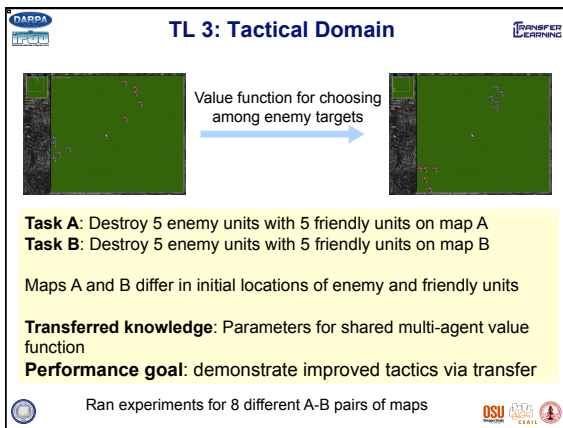 DARPA
IPTO
TL 3: Tactical Domain
TRANSFER
LEARNING
Value function for choosing
among enemy targets
Task A: Destroy 5 enemy units with 5 friendly units on map A
Task B: Destroy 5 enemy units with 5 friendly units on map B
Maps A and B differ in initial locations of enemy and friendly units
Transferred knowledge: Parameters for shared multi-agent value
function
Performance goal: demonstrate improved tactics via transfer
Ran experiments for 8 different A-B pairs of maps
OSU
Oregon State
CSAIL